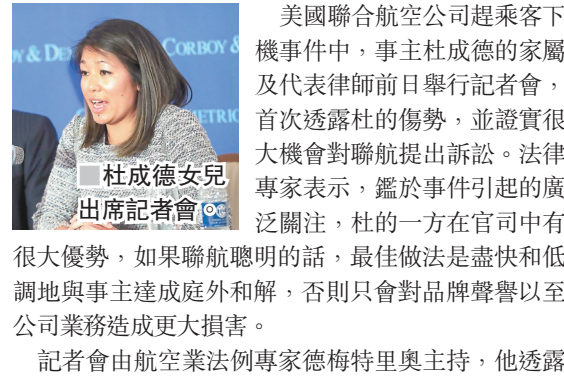 Y & DE
CORBOY &
METRIC
杜成德女兒
出席記者會。
美國聯合航空公司趕乘客下
機事件中，事主杜成德的家屬
及代表律師前日舉行記者會，
首次透露杜的傷勢，並證實很
大機會對聯航提出訴訟。法律
專家表示，鑑於事件引起的廣
泛關注，杜的一方在官司中有
很大優勢，如果聯航聰明的話，最佳做法是盡快和低
調地與事主達成庭外和解，否則只會對品牌聲譽以至
公司業務造成更大損害。
記者會由航空業法例專家德梅特里奧主持，他透露